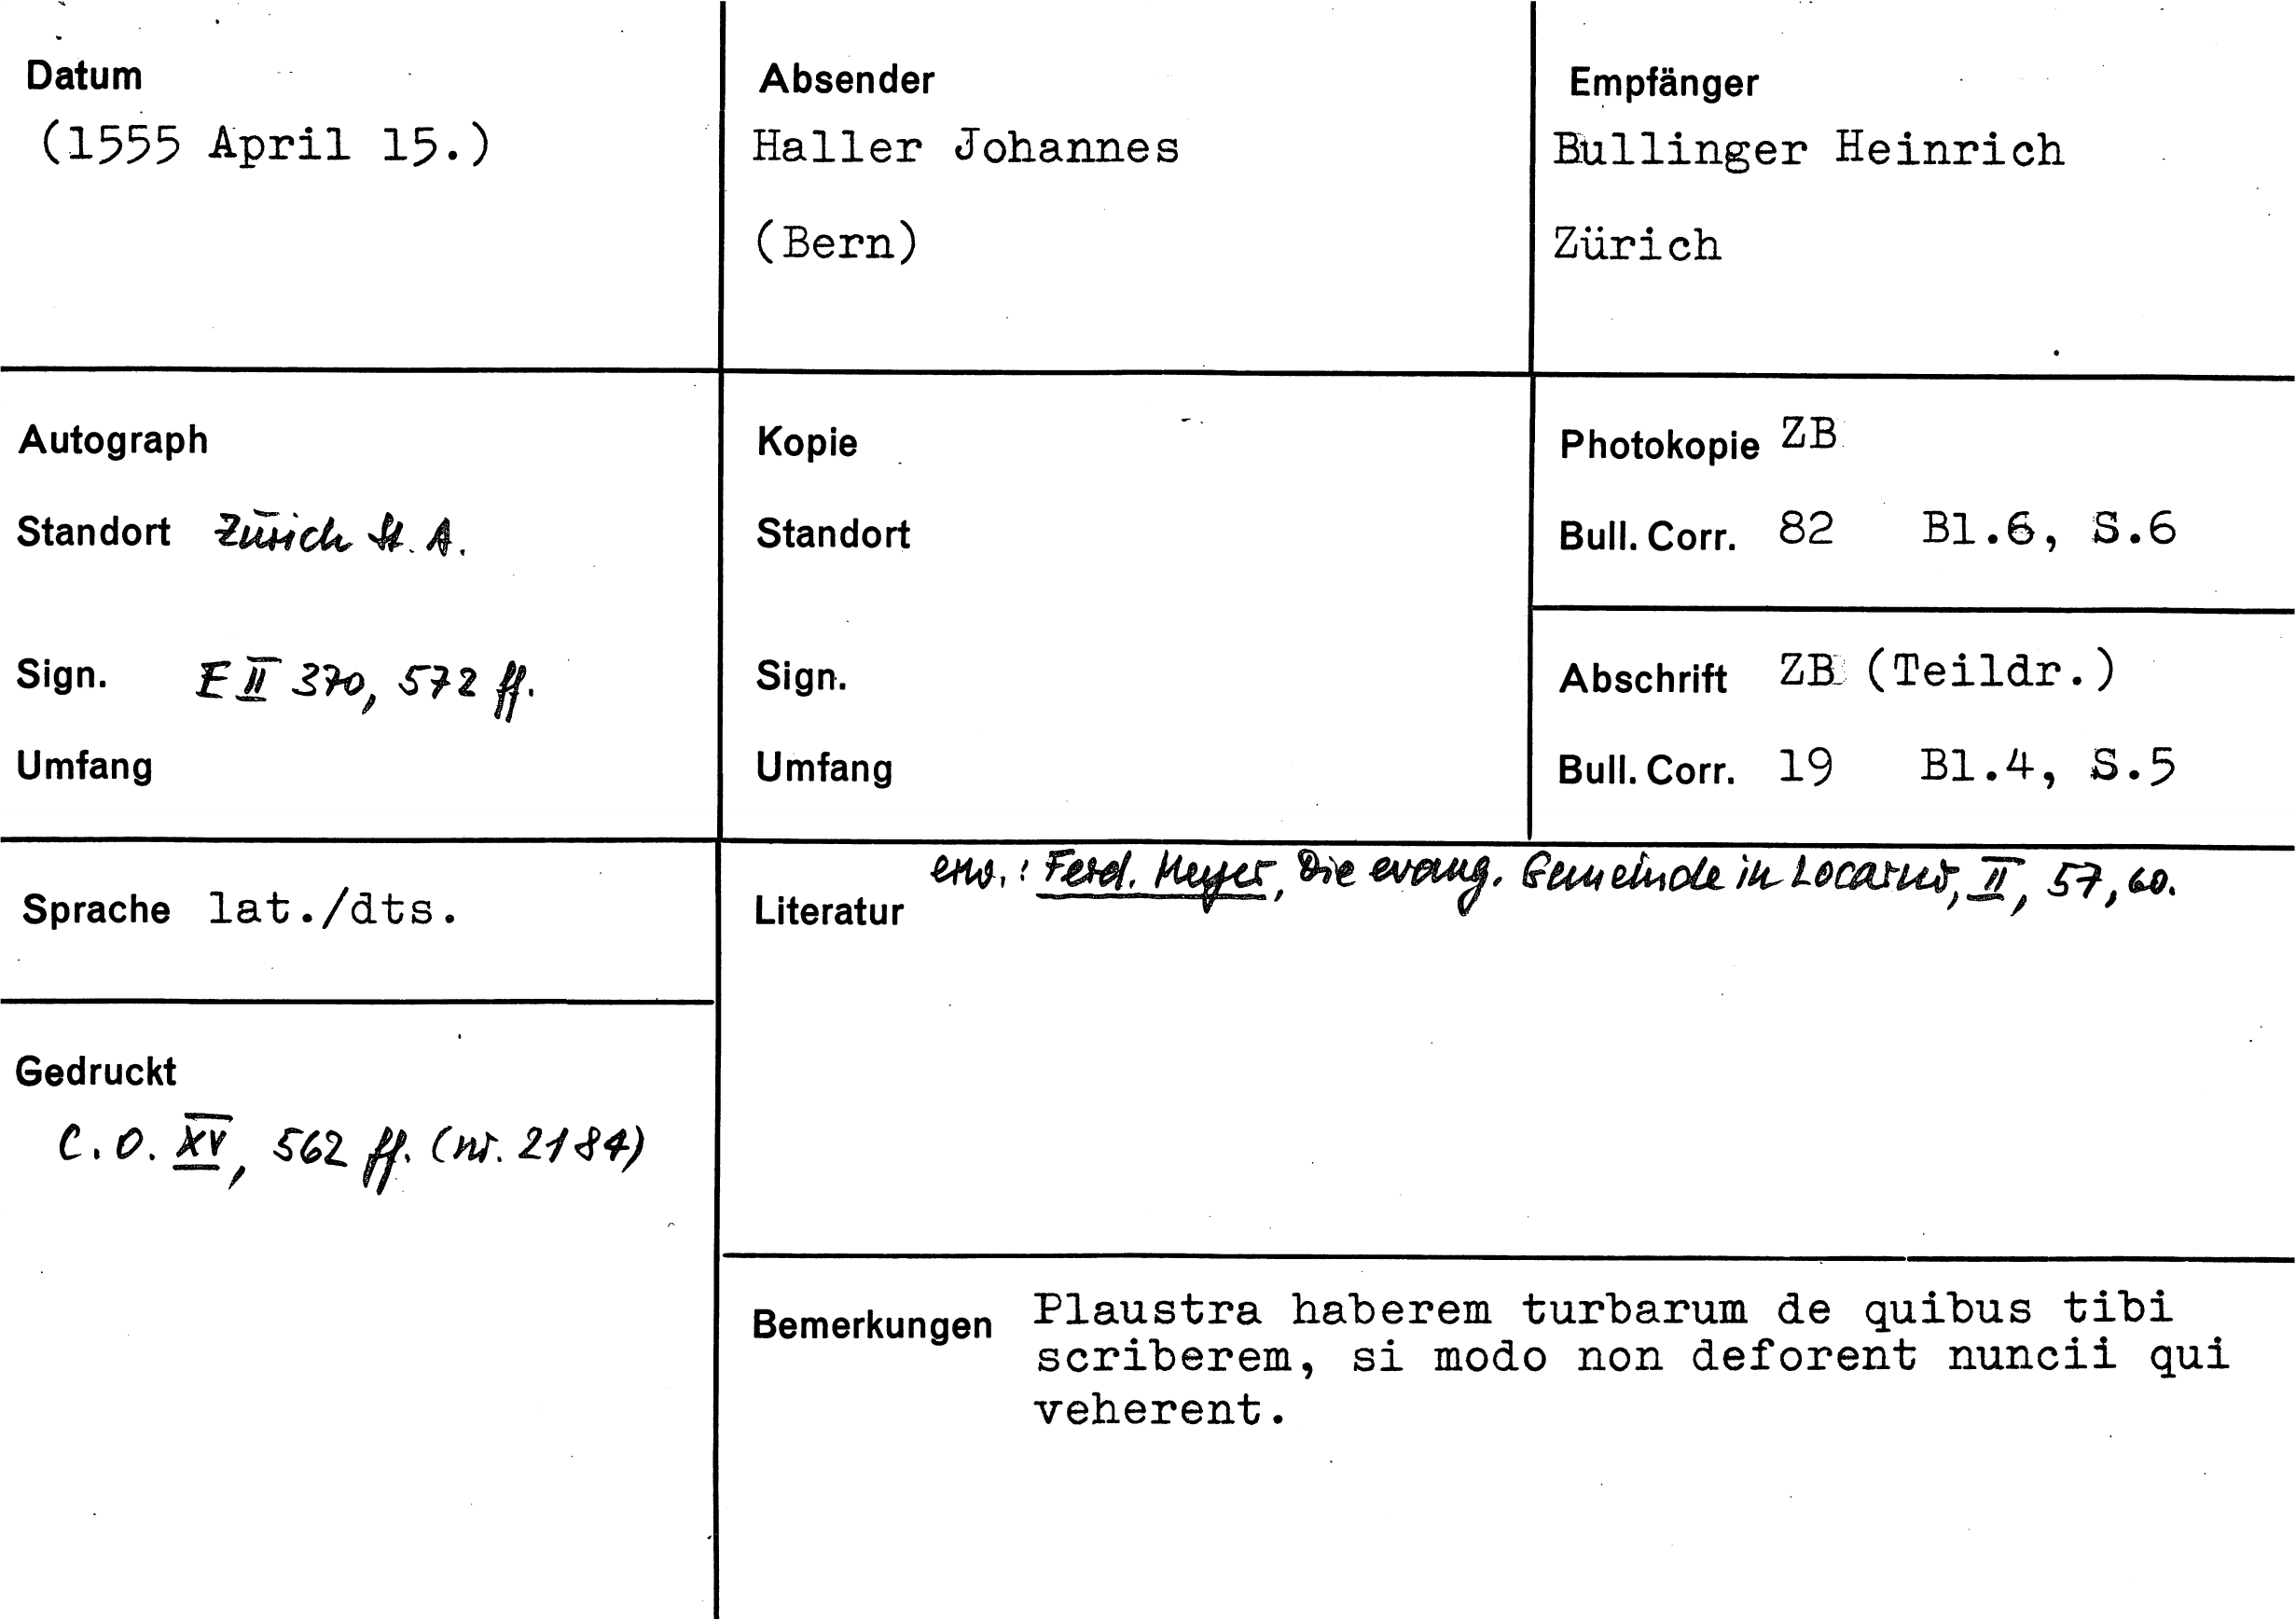 Datum
(1555 April 15.)
Absender
Haller Johannes
(Bern)
Empfänger
Bullinger Heinrich
Zürich
Autograph
Standort Zürich St. A.
Sign. E II 370, 572 ff.
Umfang
Kopie
Standort
Sign.
Umfang
Photokopie ZB
Bull. Corr. 82 Bl.6, S.6
Abschrift ZB (Teildr.)
Bull. Corr. 19 Bl.4, S.5
Sprache lat./dts.
Literatur erw.: Ferd. Meyer, Die evang. Gemeinde in Locarno, II, 57, 60.
Gedruckt
C.O. XV, 562 ff. (nr. 2184)
Bemerkungen Plaustra haberem turbarum de quibus tibi
scriberem, si modo non deforent nuncii qui
veherent.